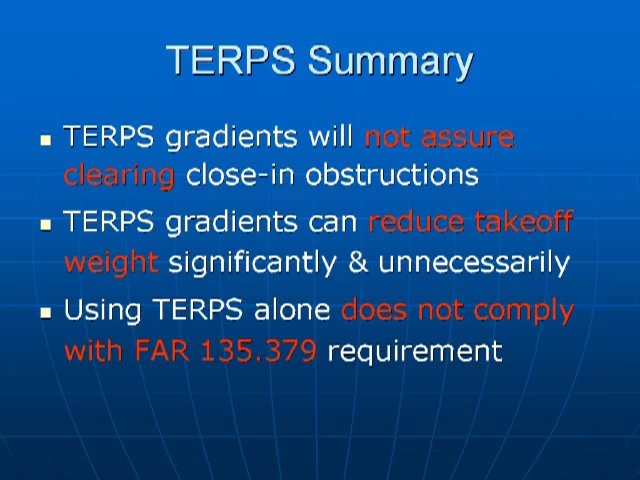 TERPS Summary
TERPS gradients will not assure
clearing close-in obstructions
TERPS gradients can reduce takeoff
weight significantly & unnecessarily
Using TERPS alone does not comply
with FAR 135.379 requirement